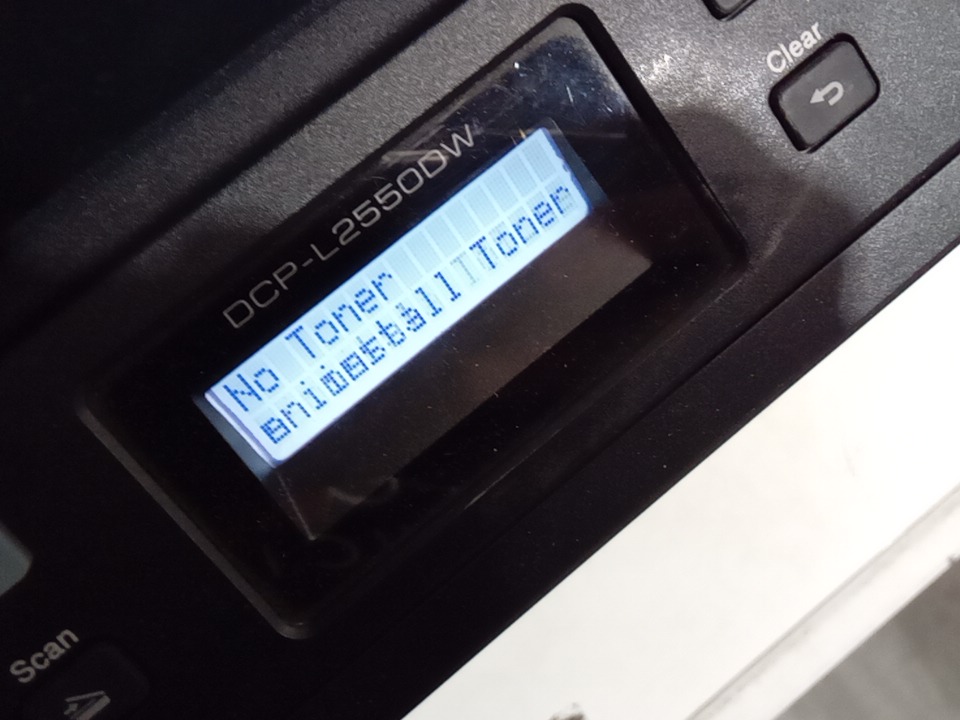 Clear
DCP-L2550DW
No Toner
Toner
Scan